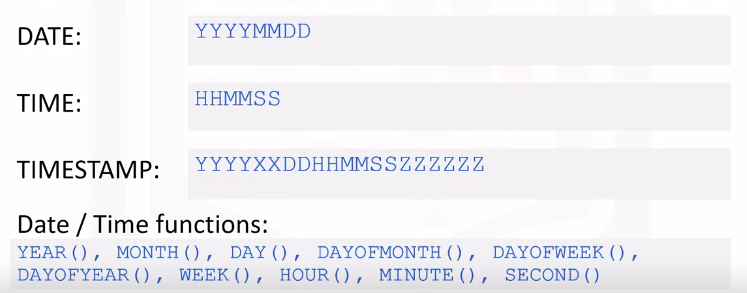 DATE: YYYYMMDD
TIME: HHMMSS
TIMESTAMP: YYYYXXDDHHMMSSZZZZZZ
Date / Time functions:
YEAR(), MONTH(), DAY(), DAYOFMONTH(), DAYOFWEEK(),
DAYOFYEAR(), WEEK(), HOUR(), MINUTE(), SECOND()